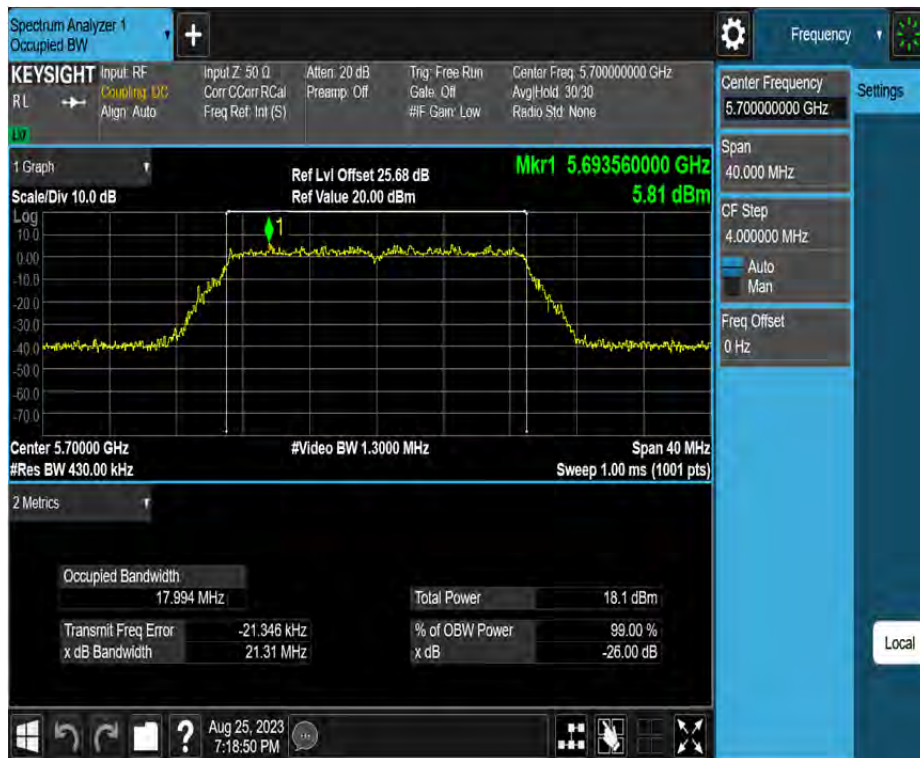 Spectrum Analyzer 1
Occupied BW
+
Frequency
KEYSIGHT Input: RF Input Z: 50 Ω Atten: 20 dB Trig: Free Run Center Freq: 5.700000000 GHz
RL Coupling: DC Corr CCorr RCal Preamp: Off Gate: Off Avg|Hold: 30/30
Align: Auto Freq Ref: Int (S) #IF Gain: Low Radio Std: None
Center Frequency
5.700000000 GHz
Settings
Span
40.000 MHz
CF Step
4.000000 MHz
Auto
Man
Freq Offset
0 Hz
Local
1 Graph
Ref Lvl Offset 25.68 dB
Mkr1 5.693560000 GHz
Scale/Div 10.0 dB
Ref Value 20.00 dBm
5.81 dBm
Log
1
10.0
0.00
-10.0
-20.0
-30.0
-40.0
-50.0
-60.0
-70.0
Center 5.70000 GHz #Video BW 1.3000 MHz Span 40 MHz
#Res BW 430.00 kHz Sweep 1.00 ms (1001 pts)
2 Metrics
Occupied Bandwidth
17.994 MHz
Total Power 18.1 dBm
Transmit Freq Error -21.346 kHz
% of OBW Power 99.00 %
x dB Bandwidth 21.31 MHz
x dB -26.00 dB
?
Aug 25, 2023
7:18:50 PM